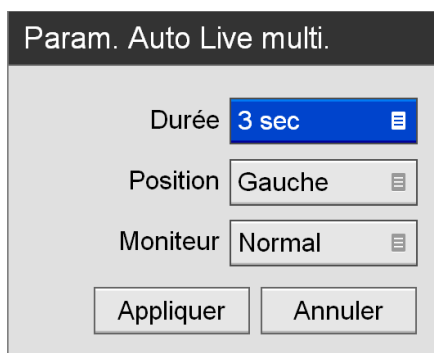 Param. Auto Live multi.
Durée 3 sec
Position Gauche
Moniteur Normal
Appliquer Annuler